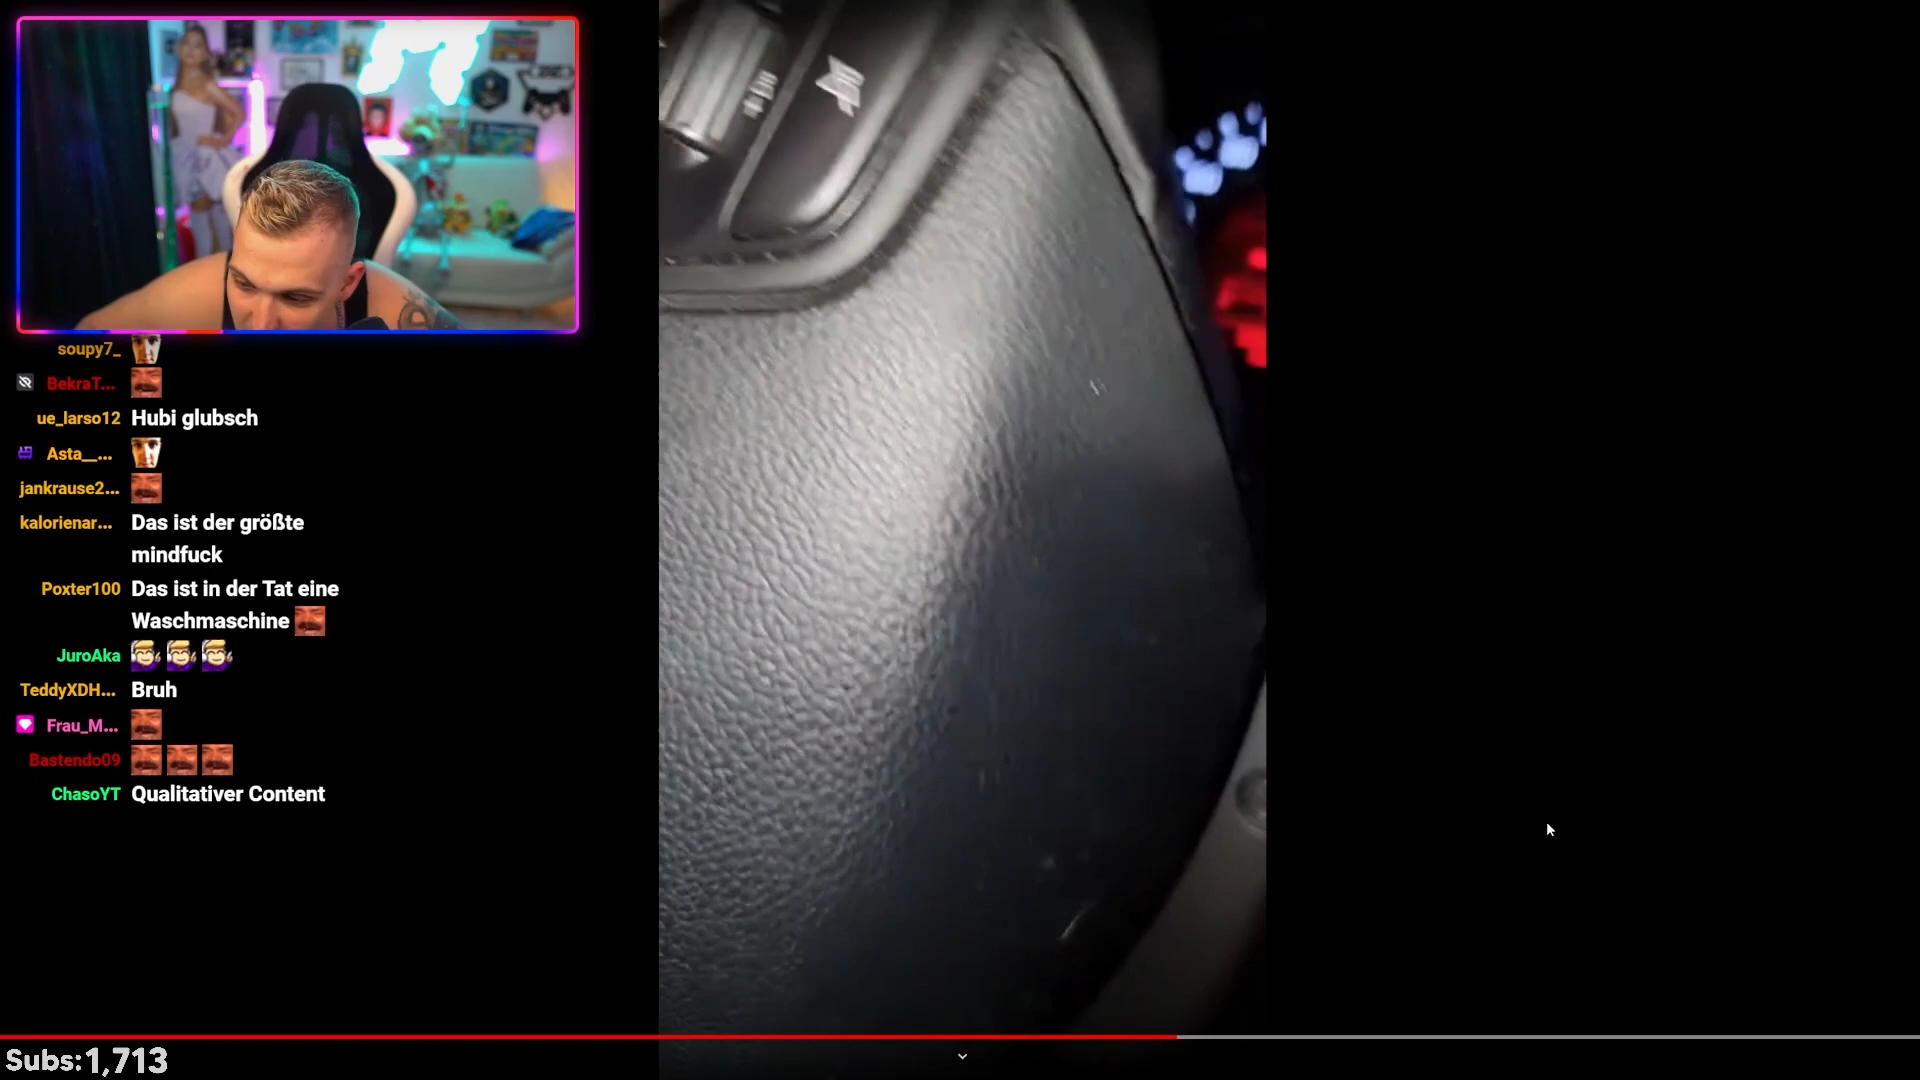 soupy7_
BekraT...
ue_larso12 Hubi glubsch
Asta__...
jankrause2...
kalorienar... Das ist der größte
mindfuck
Poxter100 Das ist in der Tat eine
Waschmaschine
JuroAka
TeddyXDH... Bruh
Frau_M...
Bastendo09
ChasoYT Qualitativer Content
Subs:1,713